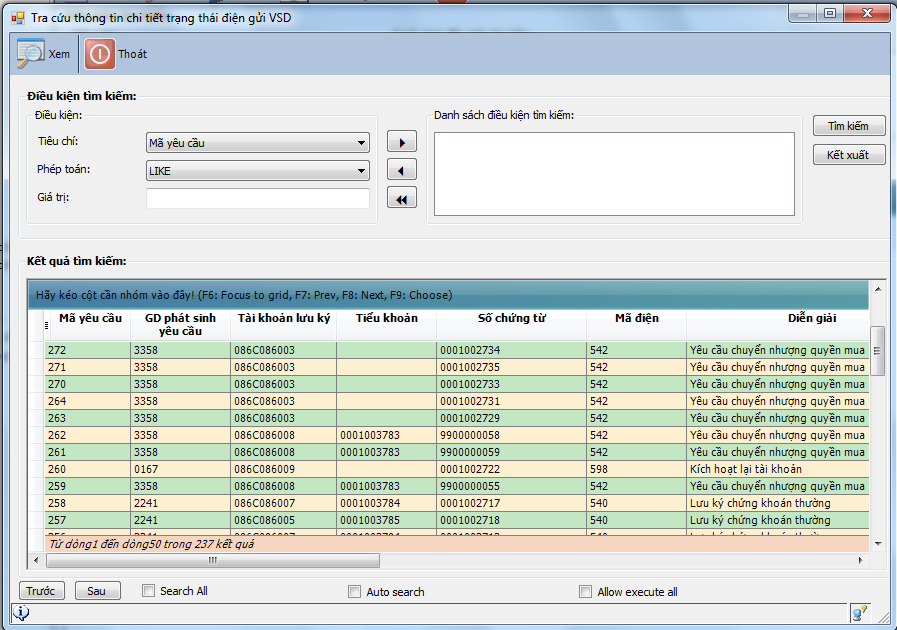 Tra cứu thông tin chi tiết trạng thái điện gửi VSD
Xem Thoát
Điều kiện tìm kiếm:
Điều kiện: Danh sách điều kiện tìm kiếm:
Tiêu chí: Mã yêu cầu
Phép toán: LIKE
Giá trị:
Tìm kiếm
Kết xuất
Kết quả tìm kiếm:
Hãy kéo cột cần nhóm vào đây! (F6: Focus to grid, F7: Prev, F8: Next, F9: Choose)
Mã yêu cầu GD phát sinh yêu cầu Tài khoản lưu ký Tiểu khoản Số chứng từ Mã điện Diễn giải
272 3358 086C086003 0001002734 542 Yêu cầu chuyển nhượng quyền mua
271 3358 086C086003 0001002735 542 Yêu cầu chuyển nhượng quyền mua
270 3358 086C086003 0001002733 542 Yêu cầu chuyển nhượng quyền mua
264 3358 086C086003 0001002731 542 Yêu cầu chuyển nhượng quyền mua
263 3358 086C086003 0001002729 542 Yêu cầu chuyển nhượng quyền mua
262 3358 086C086008 0001003783 9900000058 542 Yêu cầu chuyển nhượng quyền mua
261 3358 086C086008 0001003783 9900000059 542 Yêu cầu chuyển nhượng quyền mua
260 0167 086C086009 0001002722 598 Kích hoạt lại tài khoản
259 3358 086C086008 0001003783 9900000055 542 Yêu cầu chuyển nhượng quyền mua
258 2241 086C086007 0001003784 0001002717 540 Lưu ký chứng khoán thường
257 2241 086C086005 0001003785 0001002718 540 Lưu ký chứng khoán thường
Từ dòng1 đến dòng50 trong 237 kết quả
Trước Sau Search All Auto search Allow execute all